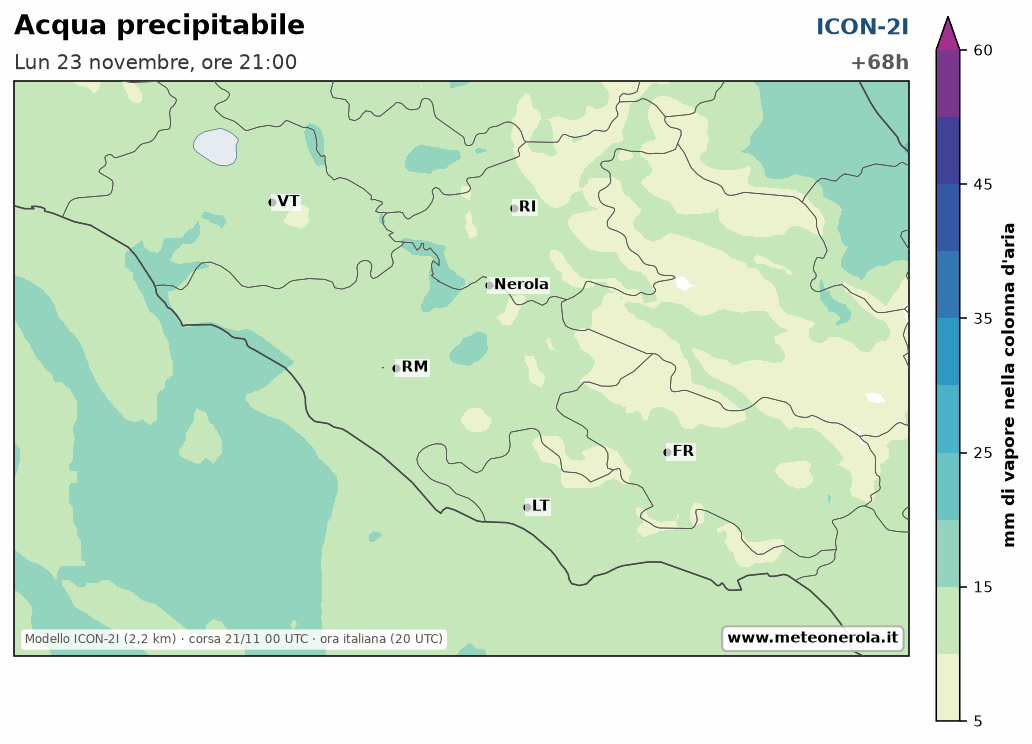 Acqua precipitabile
ICON-2I
Lun 23 novembre, ore 21:00
+68h
60
45
35
25
15
5
mm di vapore nella colonna d'aria
VT
RI
Nerola
RM
FR
LT
Modello ICON-2I (2,2 km) · corsa 21/11 00 UTC · ora italiana (20 UTC)
www.meteonerola.it